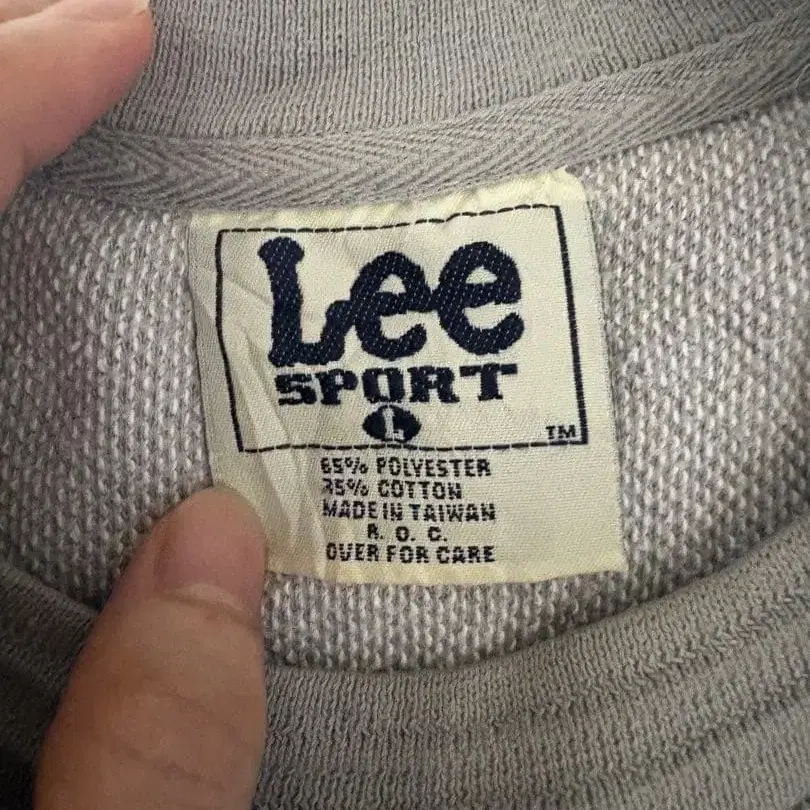 Lee
SPORT
L
TM
65% POLYESTER
35% COTTON
MADE IN TAIWAN
R. O. C.
OVER FOR CARE